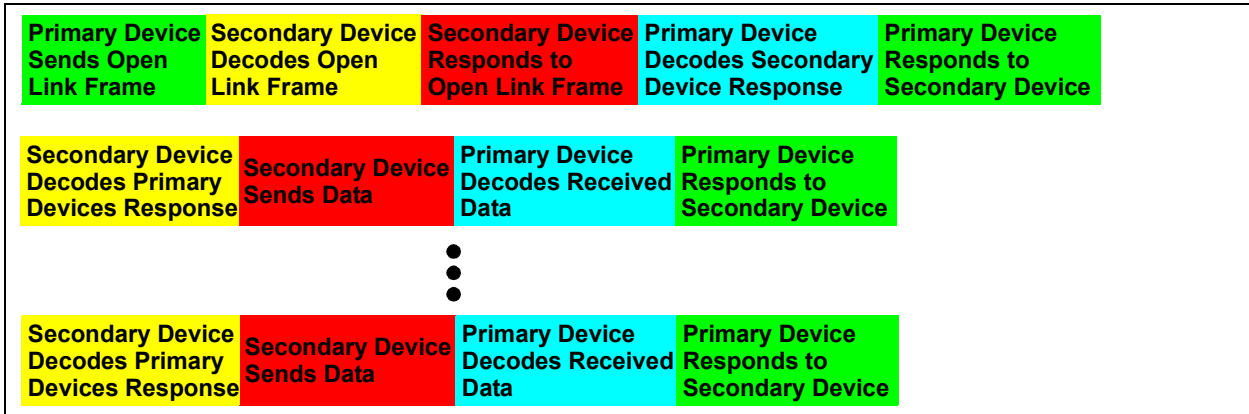 Primary Device
Sends Open
Link Frame
Secondary Device
Decodes Open
Link Frame
Secondary Device
Responds to
Open Link Frame
Primary Device
Decodes Secondary
Device Response
Primary Device
Responds to
Secondary Device
Secondary Device
Decodes Primary
Devices Response
Secondary Device
Sends Data
Primary Device
Decodes Received
Data
Primary Device
Responds to
Secondary Device
Secondary Device
Decodes Primary
Devices Response
Secondary Device
Sends Data
Primary Device
Decodes Received
Data
Primary Device
Responds to
Secondary Device